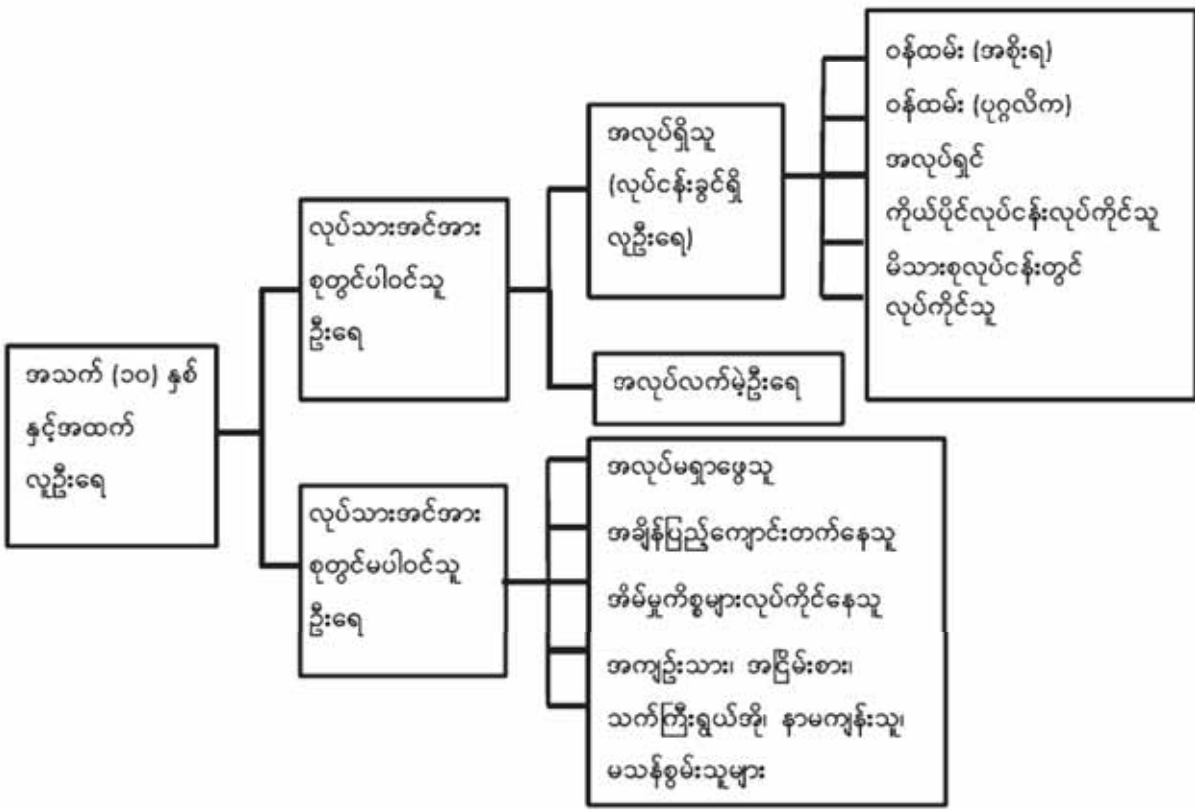 အသက် (၁၀) နှစ်
နှင့်အထက်
လူဦးရေ
လုပ်သားအင်အား
စုတွင်ပါဝင်သူ
ဦးရေ
အလုပ်ရှိသူ
(လုပ်ငန်းခွင်ရှိ
လူဦးရေ)
ဝန်ထမ်း (အစိုးရ)
ဝန်ထမ်း (ပုဂ္ဂလိက)
အလုပ်ရှင်
ကိုယ်ပိုင်လုပ်ငန်းလုပ်ကိုင်သူ
မိသားစုလုပ်ငန်းတွင်
လုပ်ကိုင်သူ
အလုပ်လက်မဲ့ဦးရေ
လုပ်သားအင်အား
စုတွင်မပါဝင်သူ
ဦးရေ
အလုပ်မရှာဖွေသူ
အချိန်ပြည့်ကျောင်းတက်နေသူ
အိမ်မှုကိစ္စများလုပ်ကိုင်နေသူ
အကျဉ်းသား၊ အငြိမ်းစား၊
သက်ကြီးရွယ်အို၊ နာမကျန်းသူ၊
မသန်စွမ်းသူများ